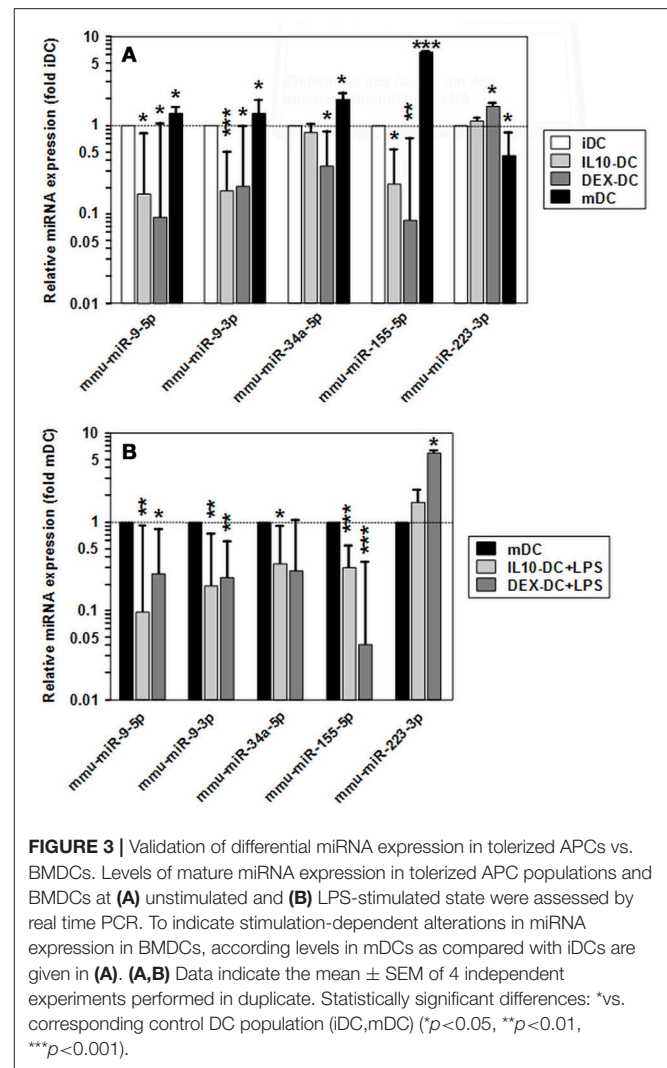 A
Relative miRNA expression (fold iDC)
10
5
1
0.5
0.1
0.05
0.01
* * *
*** * *
* *
* ** ***
* *
iDC
IL10-DC
DEX-DC
mDC
mmu-miR-9-5p
mmu-miR-9-3p
mmu-miR-34a-5p
mmu-miR-155-5p
mmu-miR-223-3p
B
Relative miRNA expression (fold mDC)
10
5
1
0.5
0.1
0.05
0.01
** *
** **
*
*** ***
*
mDC
IL10-DC+LPS
DEX-DC+LPS
mmu-miR-9-5p
mmu-miR-9-3p
mmu-miR-34a-5p
mmu-miR-155-5p
mmu-miR-223-3p
FIGURE 3 | Validation of differential miRNA expression in tolerized APCs vs.
BMDCs. Levels of mature miRNA expression in tolerized APC populations and
BMDCs at (A) unstimulated and (B) LPS-stimulated state were assessed by
real time PCR. To indicate stimulation-dependent alterations in miRNA
expression in BMDCs, according levels in mDCs as compared with iDCs are
given in (A). (A,B) Data indicate the mean ± SEM of 4 independent
experiments performed in duplicate. Statistically significant differences: *vs.
corresponding control DC population (iDC,mDC) (*p<0.05, **p<0.01,
***p<0.001).